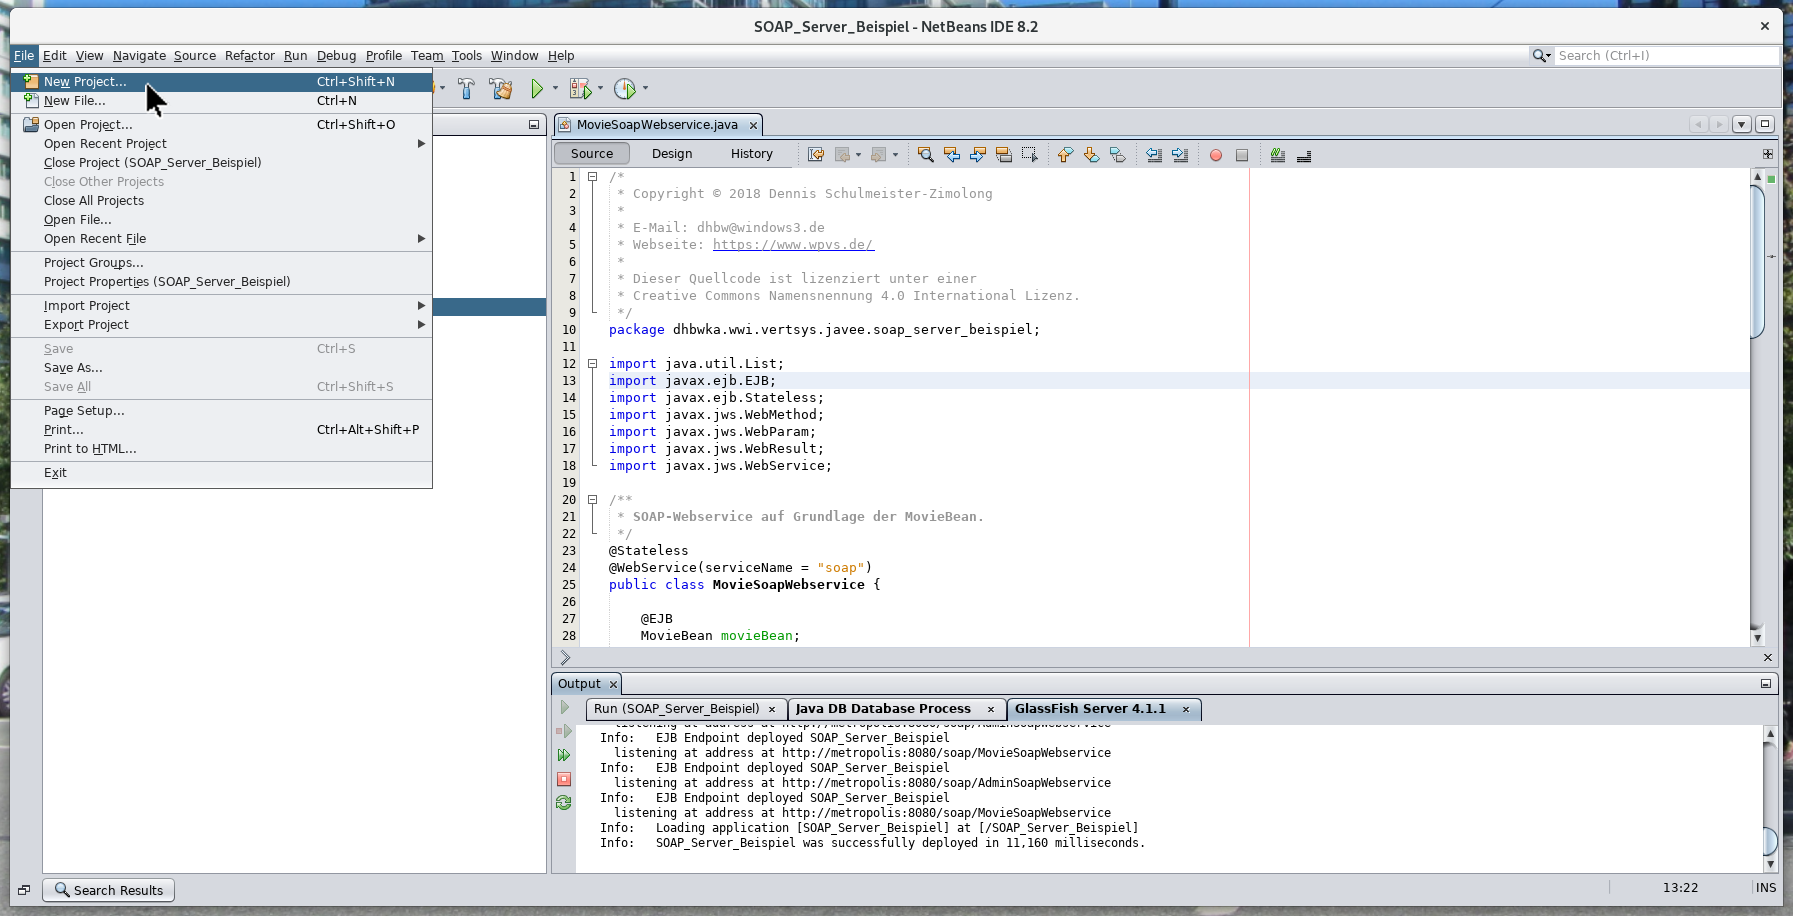 SOAP_Server_Beispiel - NetBeans IDE 8.2
File Edit View Navigate Source Refactor Run Debug Profile Team Tools Window Help Search (Ctrl+I)
New Project... Ctrl+Shift+N
New File... Ctrl+N
Open Project... Ctrl+Shift+O
Open Recent Project
Close Project (SOAP_Server_Beispiel)
Close Other Projects
Close All Projects
Open File...
Open Recent File
Project Groups...
Project Properties (SOAP_Server_Beispiel)
Import Project
Export Project
Save Ctrl+S
Save As...
Save All Ctrl+Shift+S
Page Setup...
Print... Ctrl+Alt+Shift+P
Print to HTML...
Exit
MovieSoapWebservice.java
Source Design History
1 /*
2 * Copyright © 2018 Dennis Schulmeister-Zimolong
3 *
4 * E-Mail: dhbw@windows3.de
5 * Webseite: https://www.wpvs.de/
6 *
7 * Dieser Quellcode ist lizenziert unter einer
8 * Creative Commons Namensnennung 4.0 International Lizenz.
9 */
10 package dhbwka.wwi.vertsys.javee.soap_server_beispiel;
11
12 import java.util.List;
13 import javax.ejb.EJB;
14 import javax.ejb.Stateless;
15 import javax.jws.WebMethod;
16 import javax.jws.WebParam;
17 import javax.jws.WebResult;
18 import javax.jws.WebService;
19
20 /**
21 * SOAP-Webservice auf Grundlage der MovieBean.
22 */
23 @Stateless
24 @WebService(serviceName = "soap")
25 public class MovieSoapWebservice {
26
27 @EJB
28 MovieBean movieBean;
Output
Run (SOAP_Server_Beispiel) Java DB Database Process GlassFish Server 4.1.1
listening at address at http://metropolis:8080/soap/AdminSoapWebservice
Info: EJB Endpoint deployed SOAP_Server_Beispiel
listening at address at http://metropolis:8080/soap/MovieSoapWebservice
Info: EJB Endpoint deployed SOAP_Server_Beispiel
listening at address at http://metropolis:8080/soap/AdminSoapWebservice
Info: EJB Endpoint deployed SOAP_Server_Beispiel
listening at address at http://metropolis:8080/soap/MovieSoapWebservice
Info: Loading application [SOAP_Server_Beispiel] at [/SOAP_Server_Beispiel]
Info: SOAP_Server_Beispiel was successfully deployed in 11,160 milliseconds.
Search Results
13:22 INS